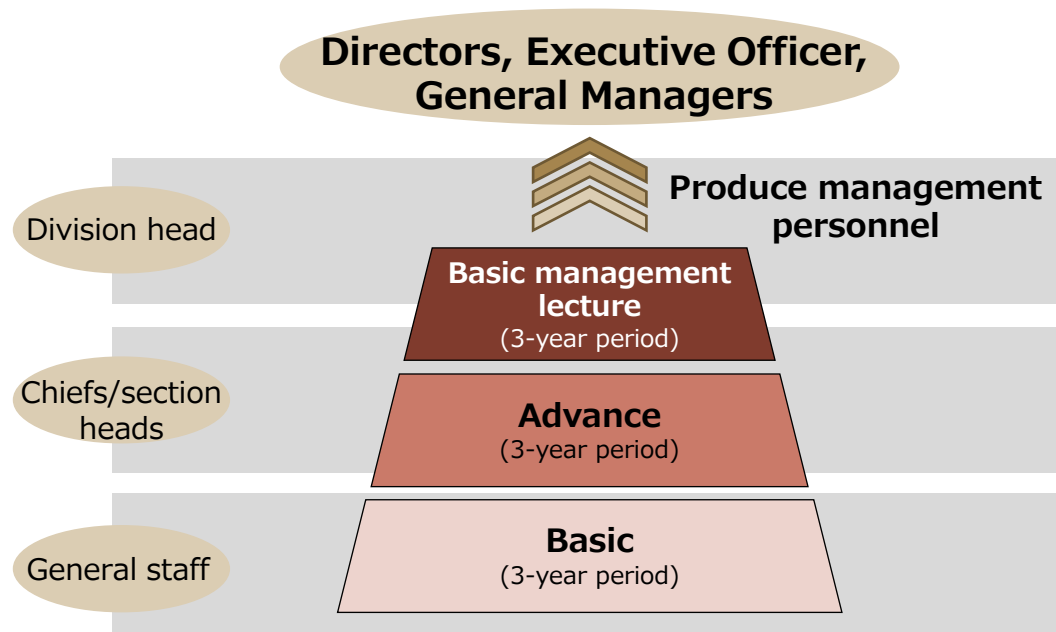 Directors, Executive Officer,
General Managers
Produce management
personnel
Division head
Basic management
lecture
(3-year period)
Chiefs/section
heads
Advance
(3-year period)
General staff
Basic
(3-year period)